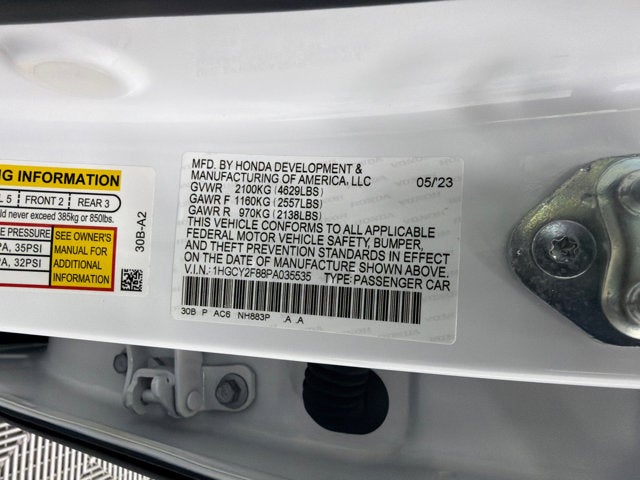 NG INFORMATION
L 5 FRONT 2 REAR 3
ld never exceed 385kg or 850lbs.
E PRESSURE
PA, 35PSI
PA, 32PSI
SEE OWNER'S
MANUAL FOR
ADDITIONAL
INFORMATION
30B-A2
MFD. BY HONDA DEVELOPMENT &
MANUFACTURING OF AMERICA, LLC 05/'23
GVWR 2100KG (4629LBS)
GAWR F 1160KG (2557LBS)
GAWR R 970KG (2138LBS)
THIS VEHICLE CONFORMS TO ALL APPLICABLE
FEDERAL MOTOR VEHICLE SAFETY, BUMPER,
AND THEFT PREVENTION STANDARDS IN EFFECT
ON THE DATE OF MANUFACTURE SHOWN ABOVE.
V.I.N.: 1HGCY2F88PA035535 TYPE:PASSENGER CAR
30B P AC6 NH883P A A